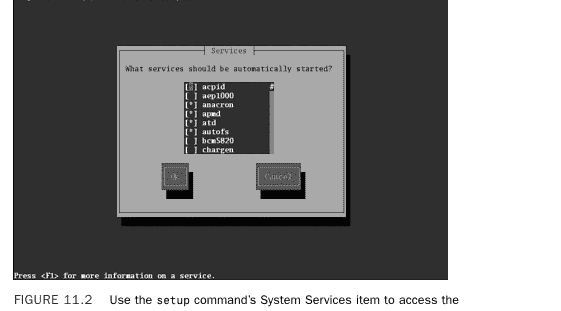 Services
What services should be automatically started?
[ ] acpid #
[ ] aep1000
[*] anacron
[*] apmd
[*] atd
[*] autofs
[ ] bcm5820
[ ] chargen
Ok Cancel
Press <F1> for more information on a service.
FIGURE 11.2 Use the setup command's System Services item to access the